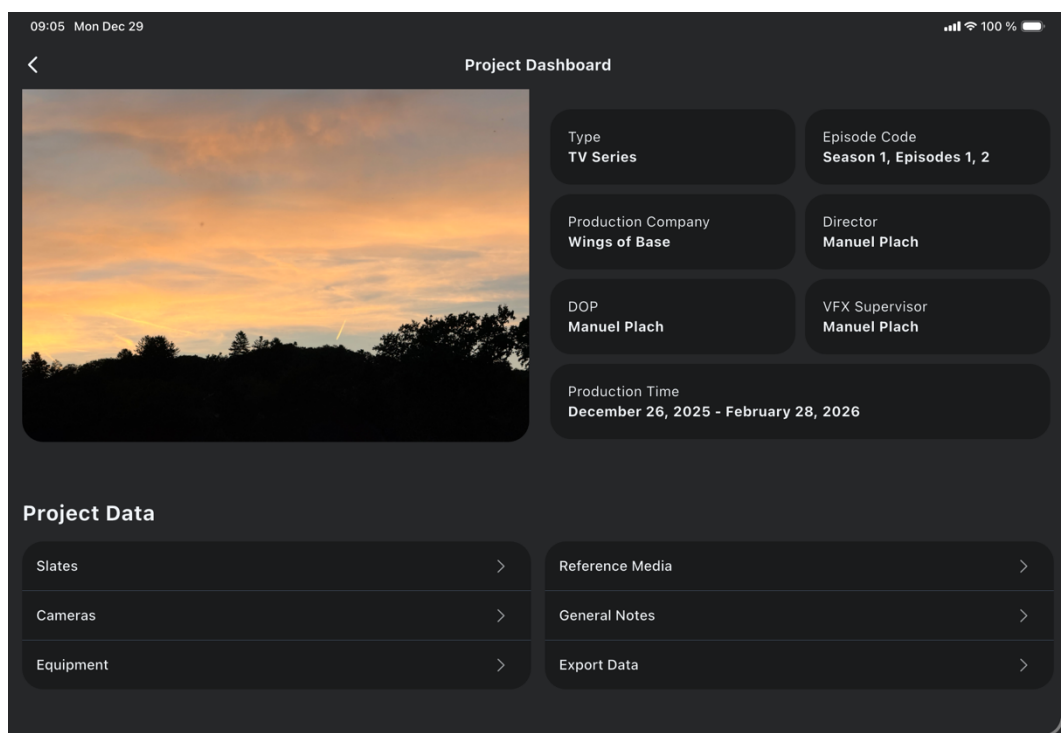 09:05 Mon Dec 29
100 %
Project Dashboard
Type
TV Series
Episode Code
Season 1, Episodes 1, 2
Production Company
Wings of Base
Director
Manuel Plach
DOP
Manuel Plach
VFX Supervisor
Manuel Plach
Production Time
December 26, 2025 - February 28, 2026
Project Data
Slates
Cameras
Equipment
Reference Media
General Notes
Export Data